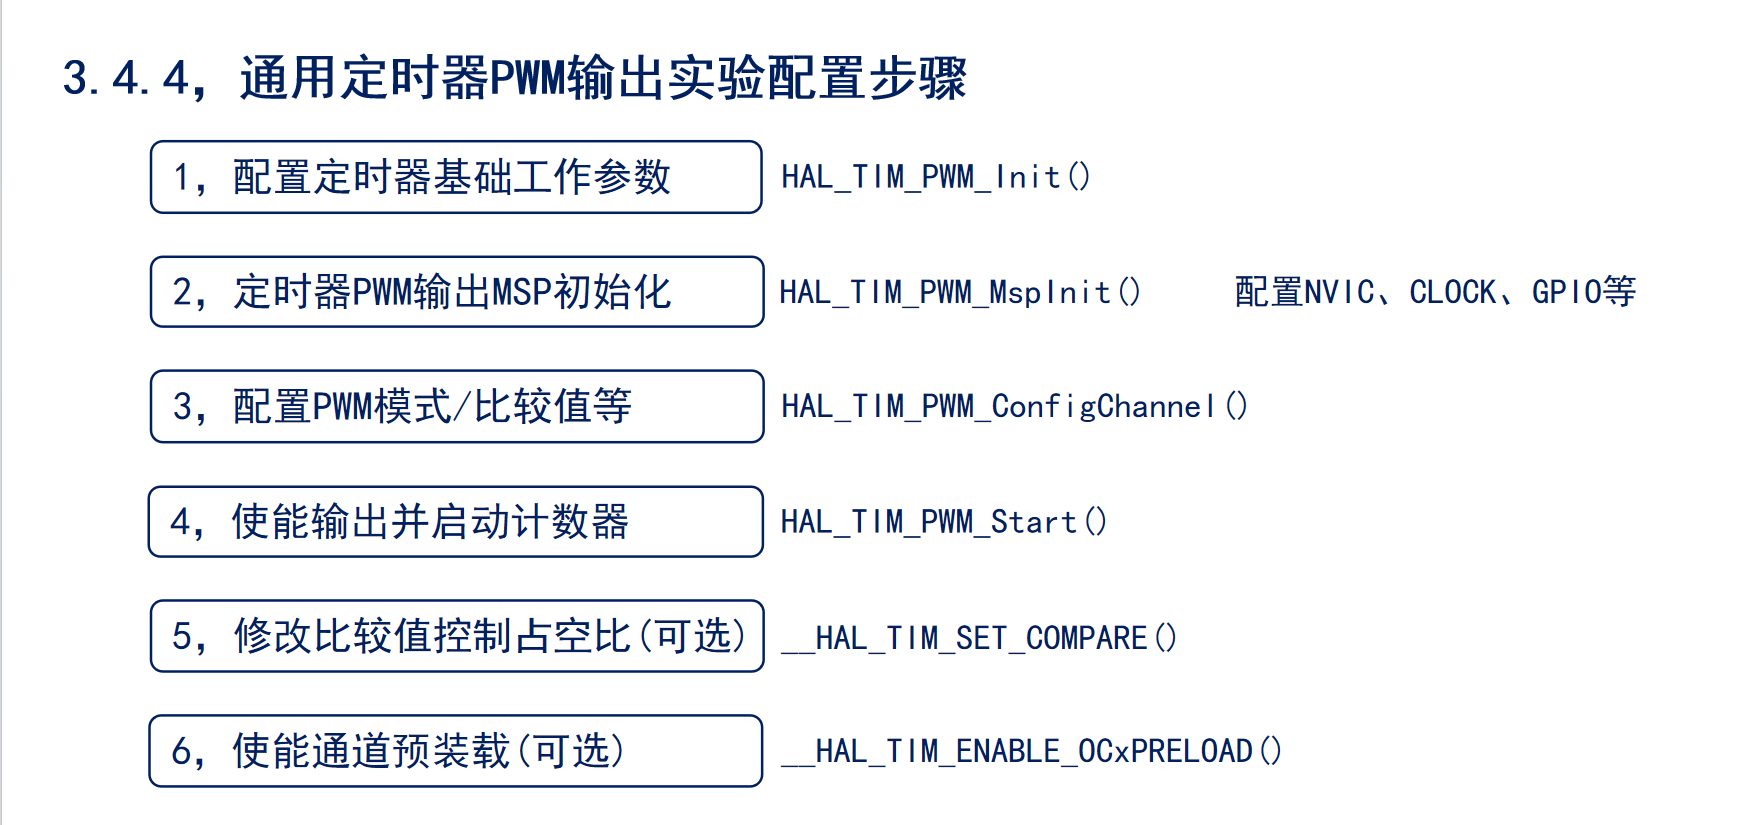 3.4.4，通用定时器PWM输出实验配置步骤
1，配置定时器基础工作参数 HAL_TIM_PWM_Init()
2，定时器PWM输出MSP初始化 HAL_TIM_PWM_MspInit() 配置NVIC、CLOCK、GPIO等
3，配置PWM模式/比较值等 HAL_TIM_PWM_ConfigChannel()
4，使能输出并启动计数器 HAL_TIM_PWM_Start()
5，修改比较值控制占空比(可选) __HAL_TIM_SET_COMPARE()
6，使能通道预装载(可选) __HAL_TIM_ENABLE_OCxPRELOAD()